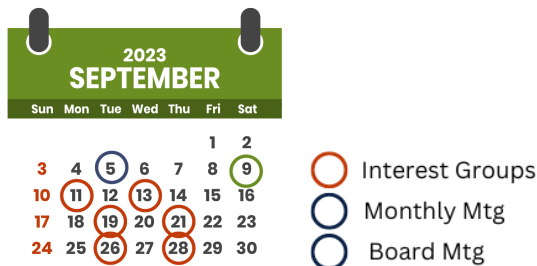 2023
SEPTEMBER
Sun Mon Tue Wed Thu Fri Sat
1 2
3 4 5 6 7 8 9
10 11 12 13 14 15 16
17 18 19 20 21 22 23
24 25 26 27 28 29 30
Interest Groups
Monthly Mtg
Board Mtg